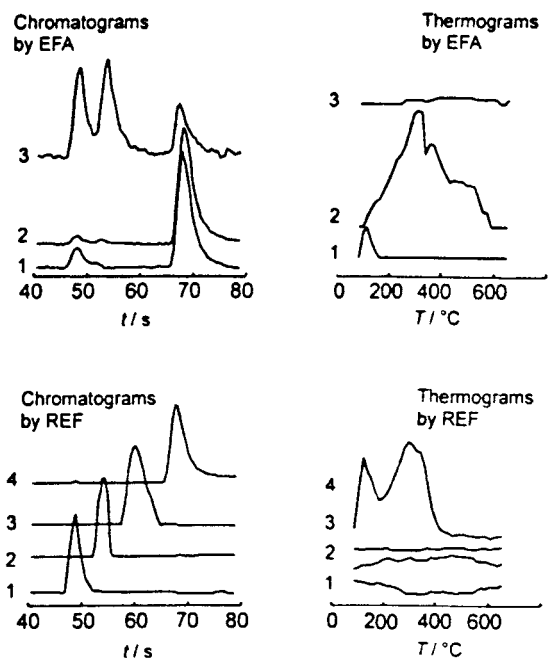 Chromatograms
by EFA
3
2
1
40 50 60 70 80
t / s
Thermograms
by EFA
3
2
1
0 200 400 600
T / °C
Chromatograms
by REF
4
3
2
1
40 50 60 70 80
t / s
Thermograms
by REF
4
3
2
1
0 200 400 600
T / °C